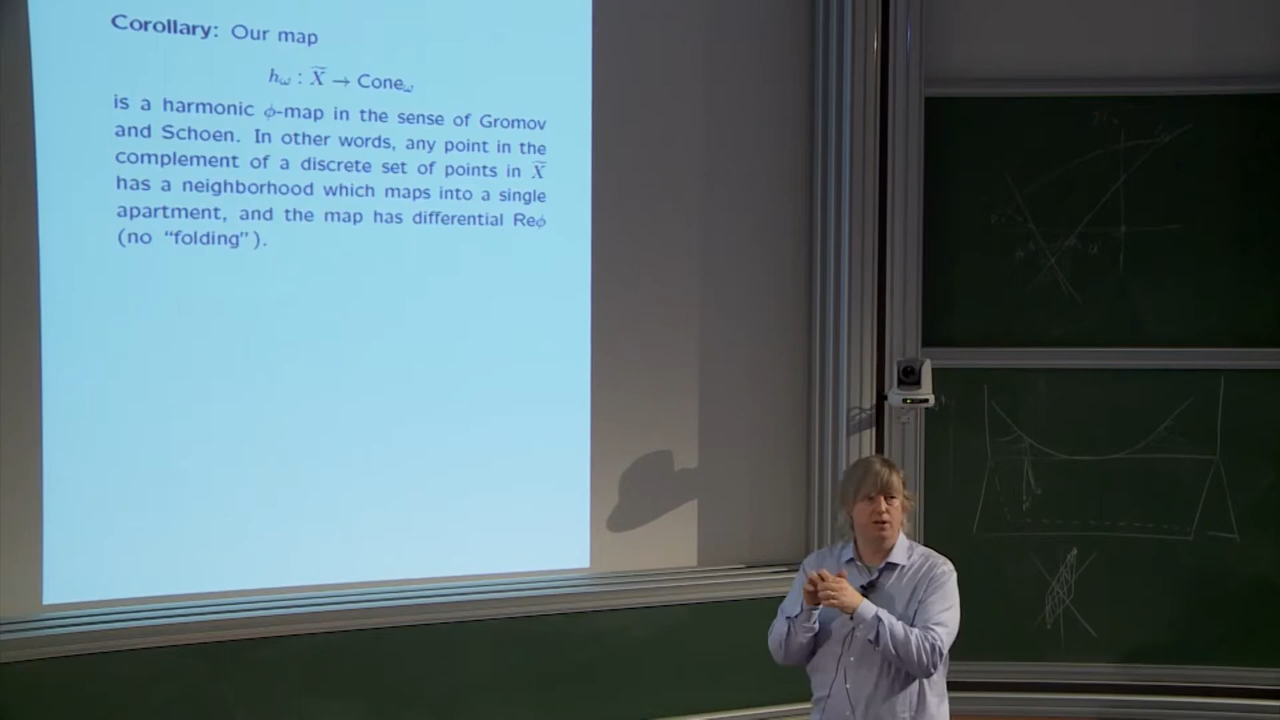 Corollary: Our map
h_ω : X̃ → Cone_ω
is a harmonic ϕ-map in the sense of Gromov
and Schoen. In other words, any point in the
complement of a discrete set of points in X̃
has a neighborhood which maps into a single
apartment, and the map has differential Reϕ
(no “folding”).